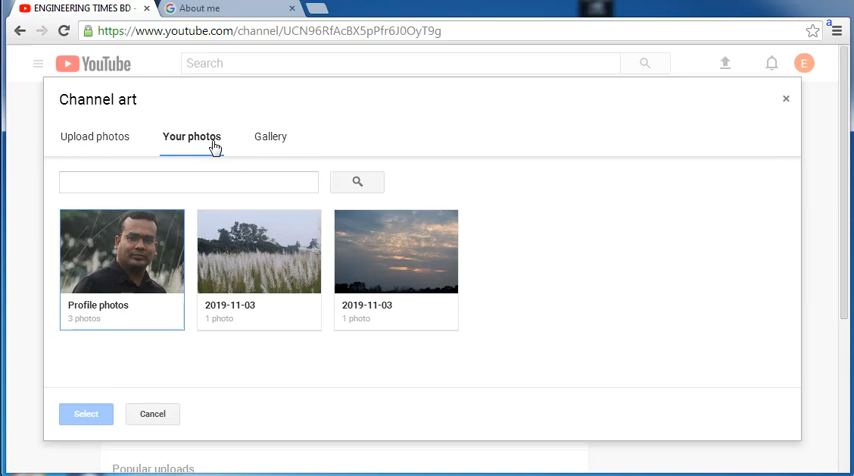 ENGINEERING TIMES BD -
About me
https://www.youtube.com/channel/UCN96RfAcBX5pPfr6J0OyT9g
a
YouTube
Search
E
Channel art
Upload photos
Your photos
Gallery
Profile photos
3 photos
2019-11-03
1 photo
2019-11-03
1 photo
Select
Cancel
Popular uploads